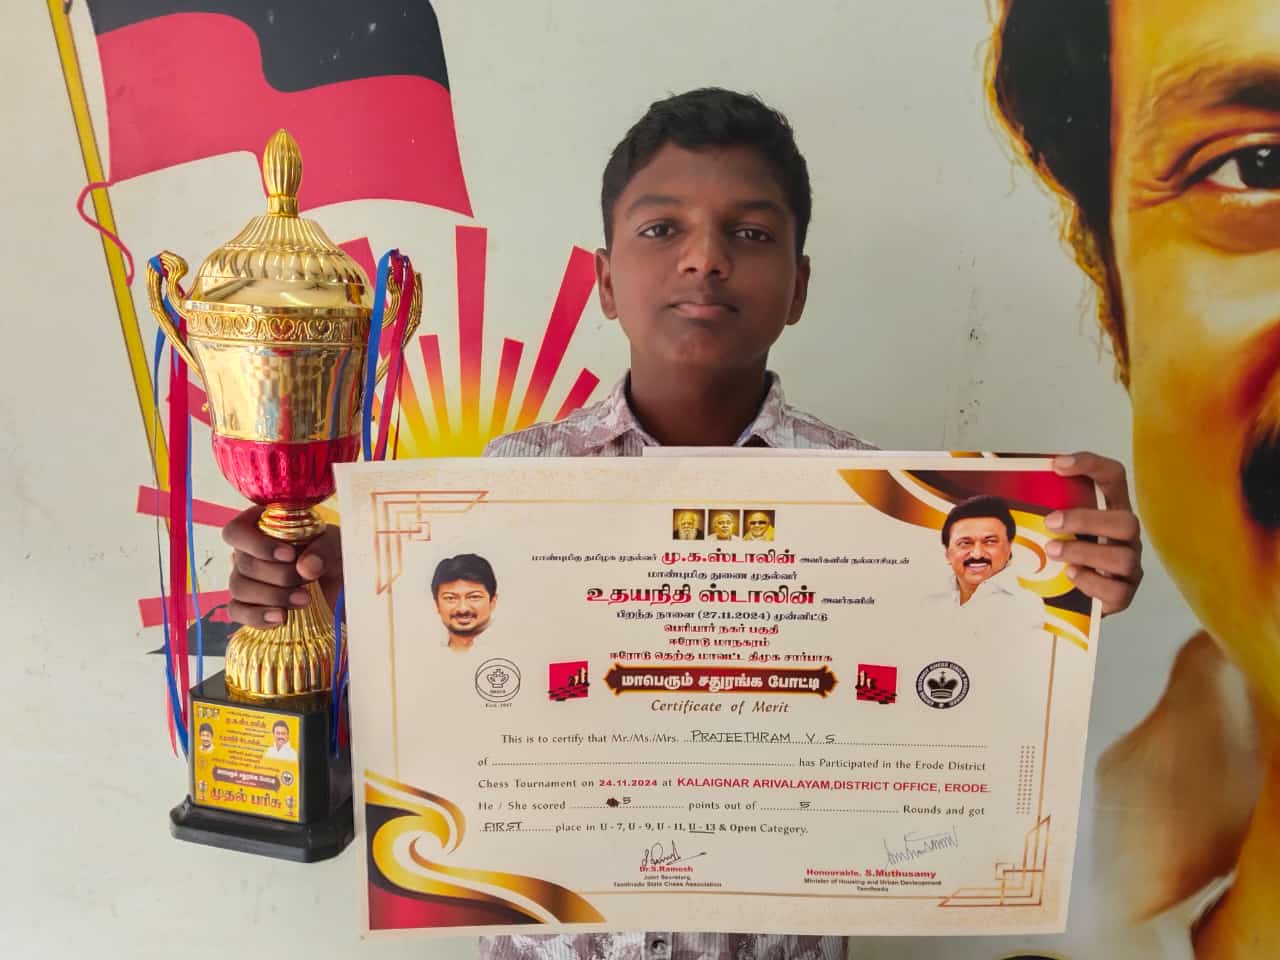 மாண்புமிகு தமிழக முதல்வர் மு.க.ஸ்டாலின் அவர்களின் நல்லாசியுடன்
மாண்புமிகு துணை முதல்வர்
உதயநிதி ஸ்டாலின் அவர்களின்
பிறந்த நாளை (27.11.2024) முன்னிட்டு
பெரியார் நகர் பகுதி
ஈரோடு மாநகரம்
ஈரோடு தெற்கு மாவட்ட திமுக சார்பாக
மாபெரும் சதுரங்க போட்டி
Certificate of Merit
Estd. 1947
This is to certify that Mr./Ms./Mrs. PRAJEETHRAM V S
of has Participated in the Erode District
Chess Tournament on 24.11.2024 at KALAIGNAR ARIVALAYAM,DISTRICT OFFICE, ERODE.
He / She scored 5 points out of 5 Rounds and got
FIRST place in U - 7, U - 9, U - 11, U - 13 & Open Category.
Dr.S.Ramesh
Joint Secretary,
Tamilnadu State Chess Association
Honourable. S.Muthusamy
Minister of Housing and Urban Development
Tamilnadu
மு.க.ஸ்டாலின்
மாபெரும் சதுரங்க போட்டி
முதல் பரிசு